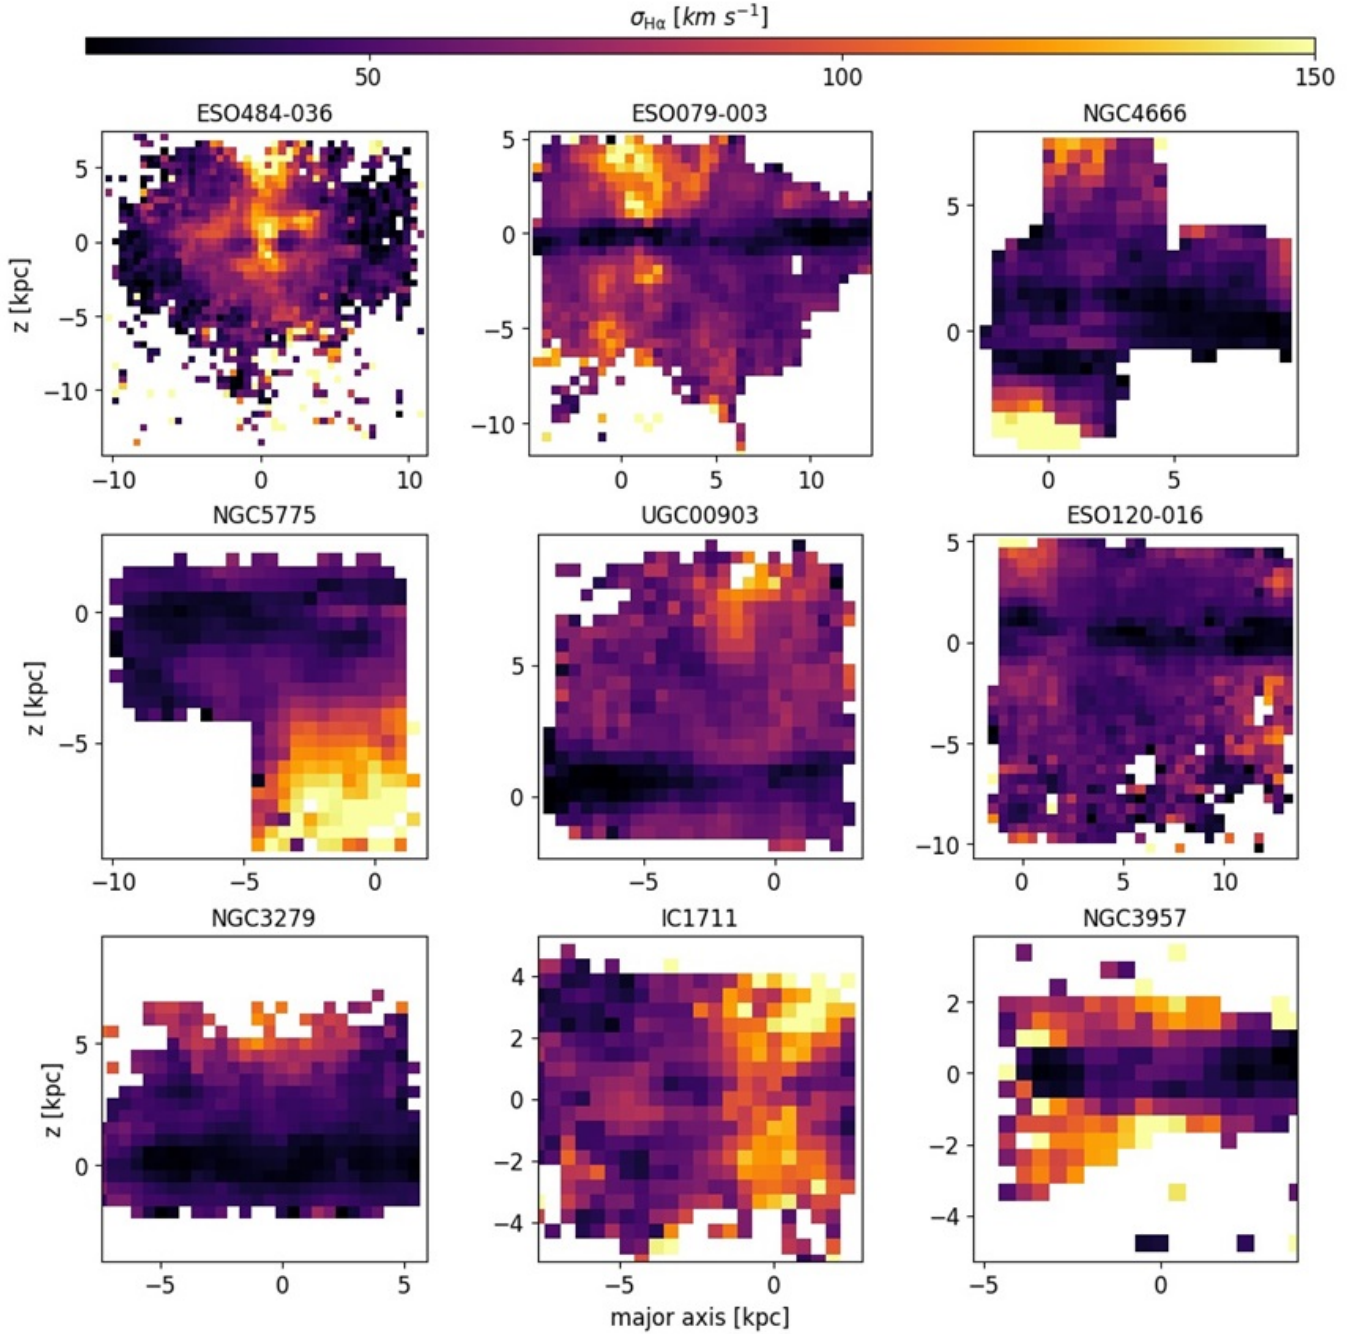 σHα [km s⁻¹]
50 100 150
ESO484-036 ESO079-003 NGC4666
z [kpc]
5 0 −5 −10
−10 0 10
5 0 −5 −10
0 5 10
5 0
0 5
NGC5775 UGC00903 ESO120-016
z [kpc]
0 −5
−10 −5 0
5 0
−5 0
5 0 −5 −10
0 5 10
NGC3279 IC1711 NGC3957
z [kpc]
5 0
−5 0 5
4 2 0 −2 −4
−5 0
2 0 −2 −4
−5 0
major axis [kpc]